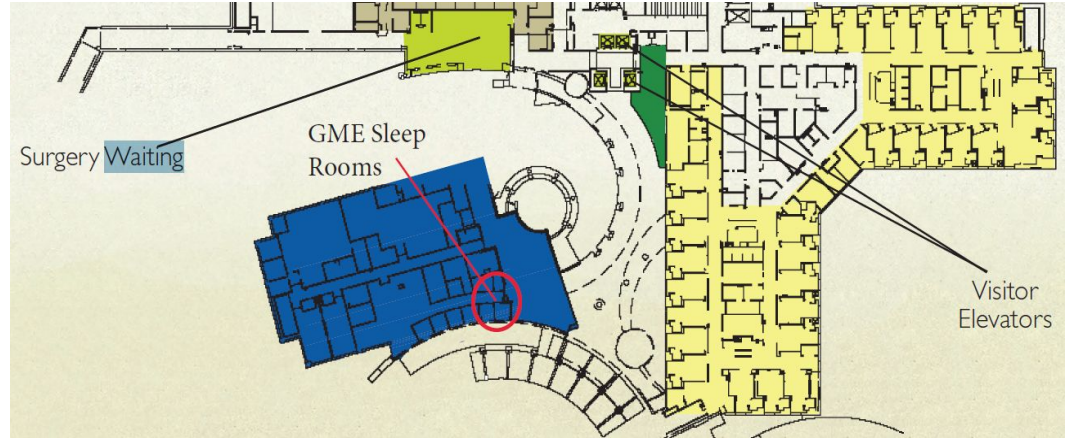 Surgery Waiting
GME Sleep
Rooms
Visitor
Elevators